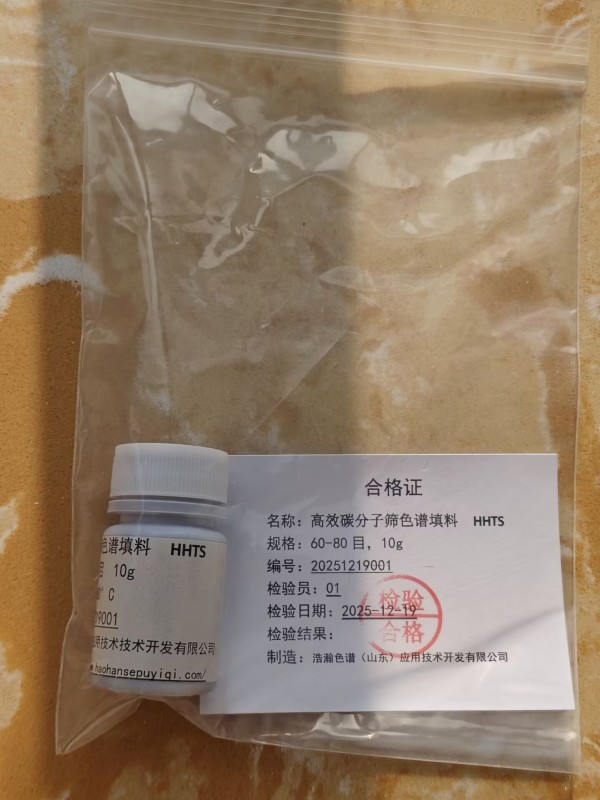 合格证
名称：高效碳分子筛色谱填料 HHTS
规格：60-80 目，10g
编号：20251219001
检验员：01
检验日期：2025-12-19
检验结果：
制造：浩瀚色谱（山东）应用技术开发有限公司
检验
合格
色谱填料 HHTS
10g
°C
9001
用技术技术开发有限公司
.haohansepuyiqi.com/